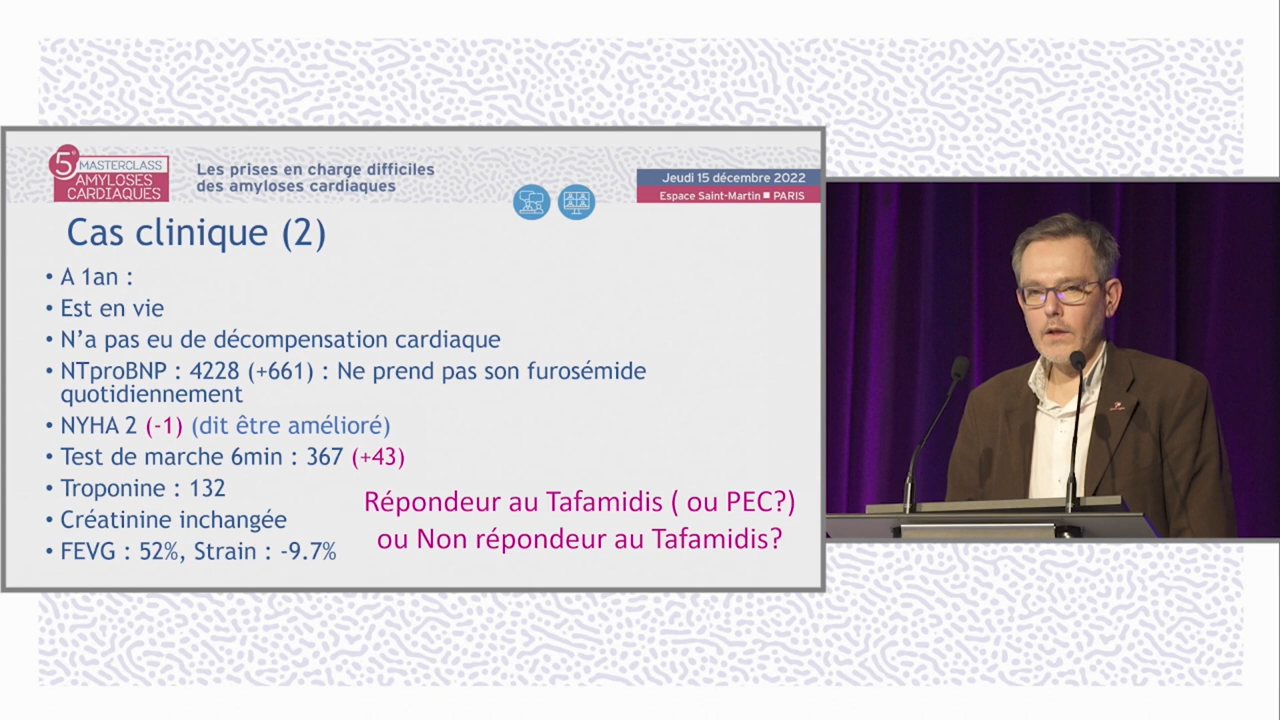 5e MASTERCLASS
AMYLOSES
CARDIAQUES
Les prises en charge difficiles
des amyloses cardiaques
Jeudi 15 décembre 2022
Espace Saint-Martin ■ PARIS
Cas clinique (2)
• A 1an :
• Est en vie
• N’a pas eu de décompensation cardiaque
• NTproBNP : 4228 (+661) : Ne prend pas son furosémide
quotidiennement
• NYHA 2 (-1) (dit être amélioré)
• Test de marche 6min : 367 (+43)
• Troponine : 132
• Créatinine inchangée
• FEVG : 52%, Strain : -9.7%
Répondeur au Tafamidis ( ou PEC?)
ou Non répondeur au Tafamidis?